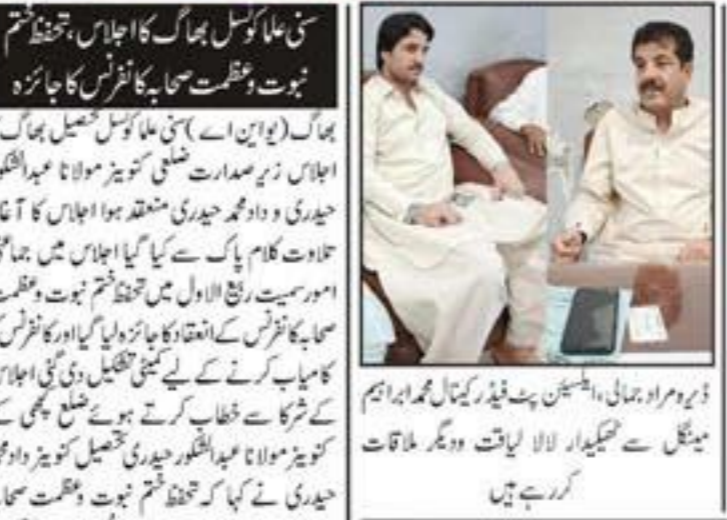 سنی علما کونسل بھاگ کا اجلاس، تحفظ ختم
نبوت وعظمت صحابہ کانفرنس کا جائزہ
بھاگ (یو این اے) سنی علما کونسل تحصیل بھاگ
اجلاس زیر صدارت ضلعی کنوینر مولانا عبدالشکور
حیدری و داد محمد حیدری منعقد ہوا اجلاس کا آغا
تلاوت کلام پاک سے کیا گیا اجلاس میں جماعتی
امور سمیت ربیع الاول میں تحفظ ختم نبوت وعظمت
صحابہ کانفرنس کے انعقاد کا جائزہ لیا گیا اور کانفرنس
کامیاب کرنے کے لیے کمیٹی تشکیل دی گئی اجلاس
کے شرکا سے خطاب کرتے ہوئے ضلع کچھی کے
کنوینر مولانا عبدالشکور حیدری تحصیل کنوینر داد محمد
حیدری نے کہا کہ تحفظ ختم نبوت وعظمت صحابہ
ڈیرہ مراد جمالی، ایکسیئن پٹ فیڈر کینال محمد ابراہیم
مینگل سے ٹھیکیدار لالا لیاقت ودیگر ملاقات
کررہے ہیں